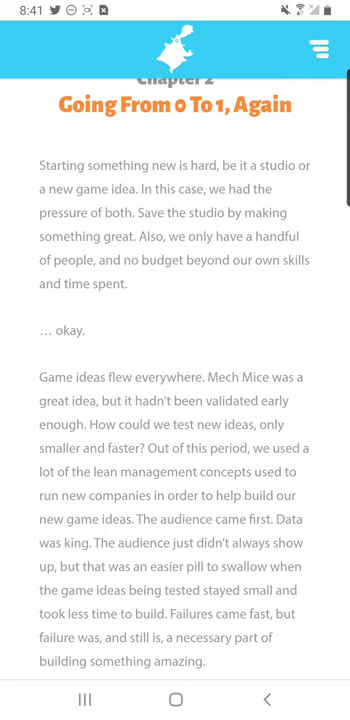 8:41
Chapter 2
Going From 0 To 1, Again
Starting something new is hard, be it a studio or
a new game idea. In this case, we had the
pressure of both. Save the studio by making
something great. Also, we only have a handful
of people, and no budget beyond our own skills
and time spent.
… okay.
Game ideas flew everywhere. Mech Mice was a
great idea, but it hadn't been validated early
enough. How could we test new ideas, only
smaller and faster? Out of this period, we used a
lot of the lean management concepts used to
run new companies in order to help build our
new game ideas. The audience came first. Data
was king. The audience just didn't always show
up, but that was an easier pill to swallow when
the game ideas being tested stayed small and
took less time to build. Failures came fast, but
failure was, and still is, a necessary part of
building something amazing.